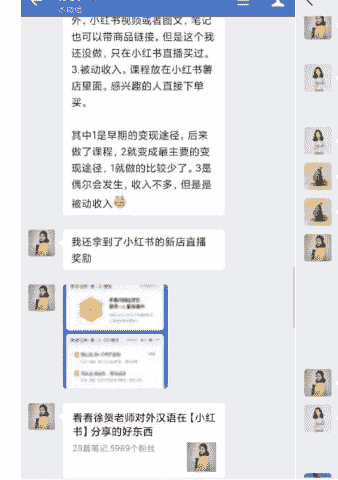 外，小红书视频或者图文，笔记
也可以带商品链接。但是这个我
还没做，只在小红书直播买过。
3.被动收入。课程放在小红书薯
店里面。感兴趣的人直接下单
买。
其中1是早期的变现途径，后来
做了课程，2就变成最主要的变
现途径，1就做的比较少了。3是
偶尔会发生，收入不多，但是是
被动收入
我还拿到了小红书的新店直播
奖励
看看徐贺老师对外汉语在【小红
书】分享的好东西
28篇笔记,5989个粉丝